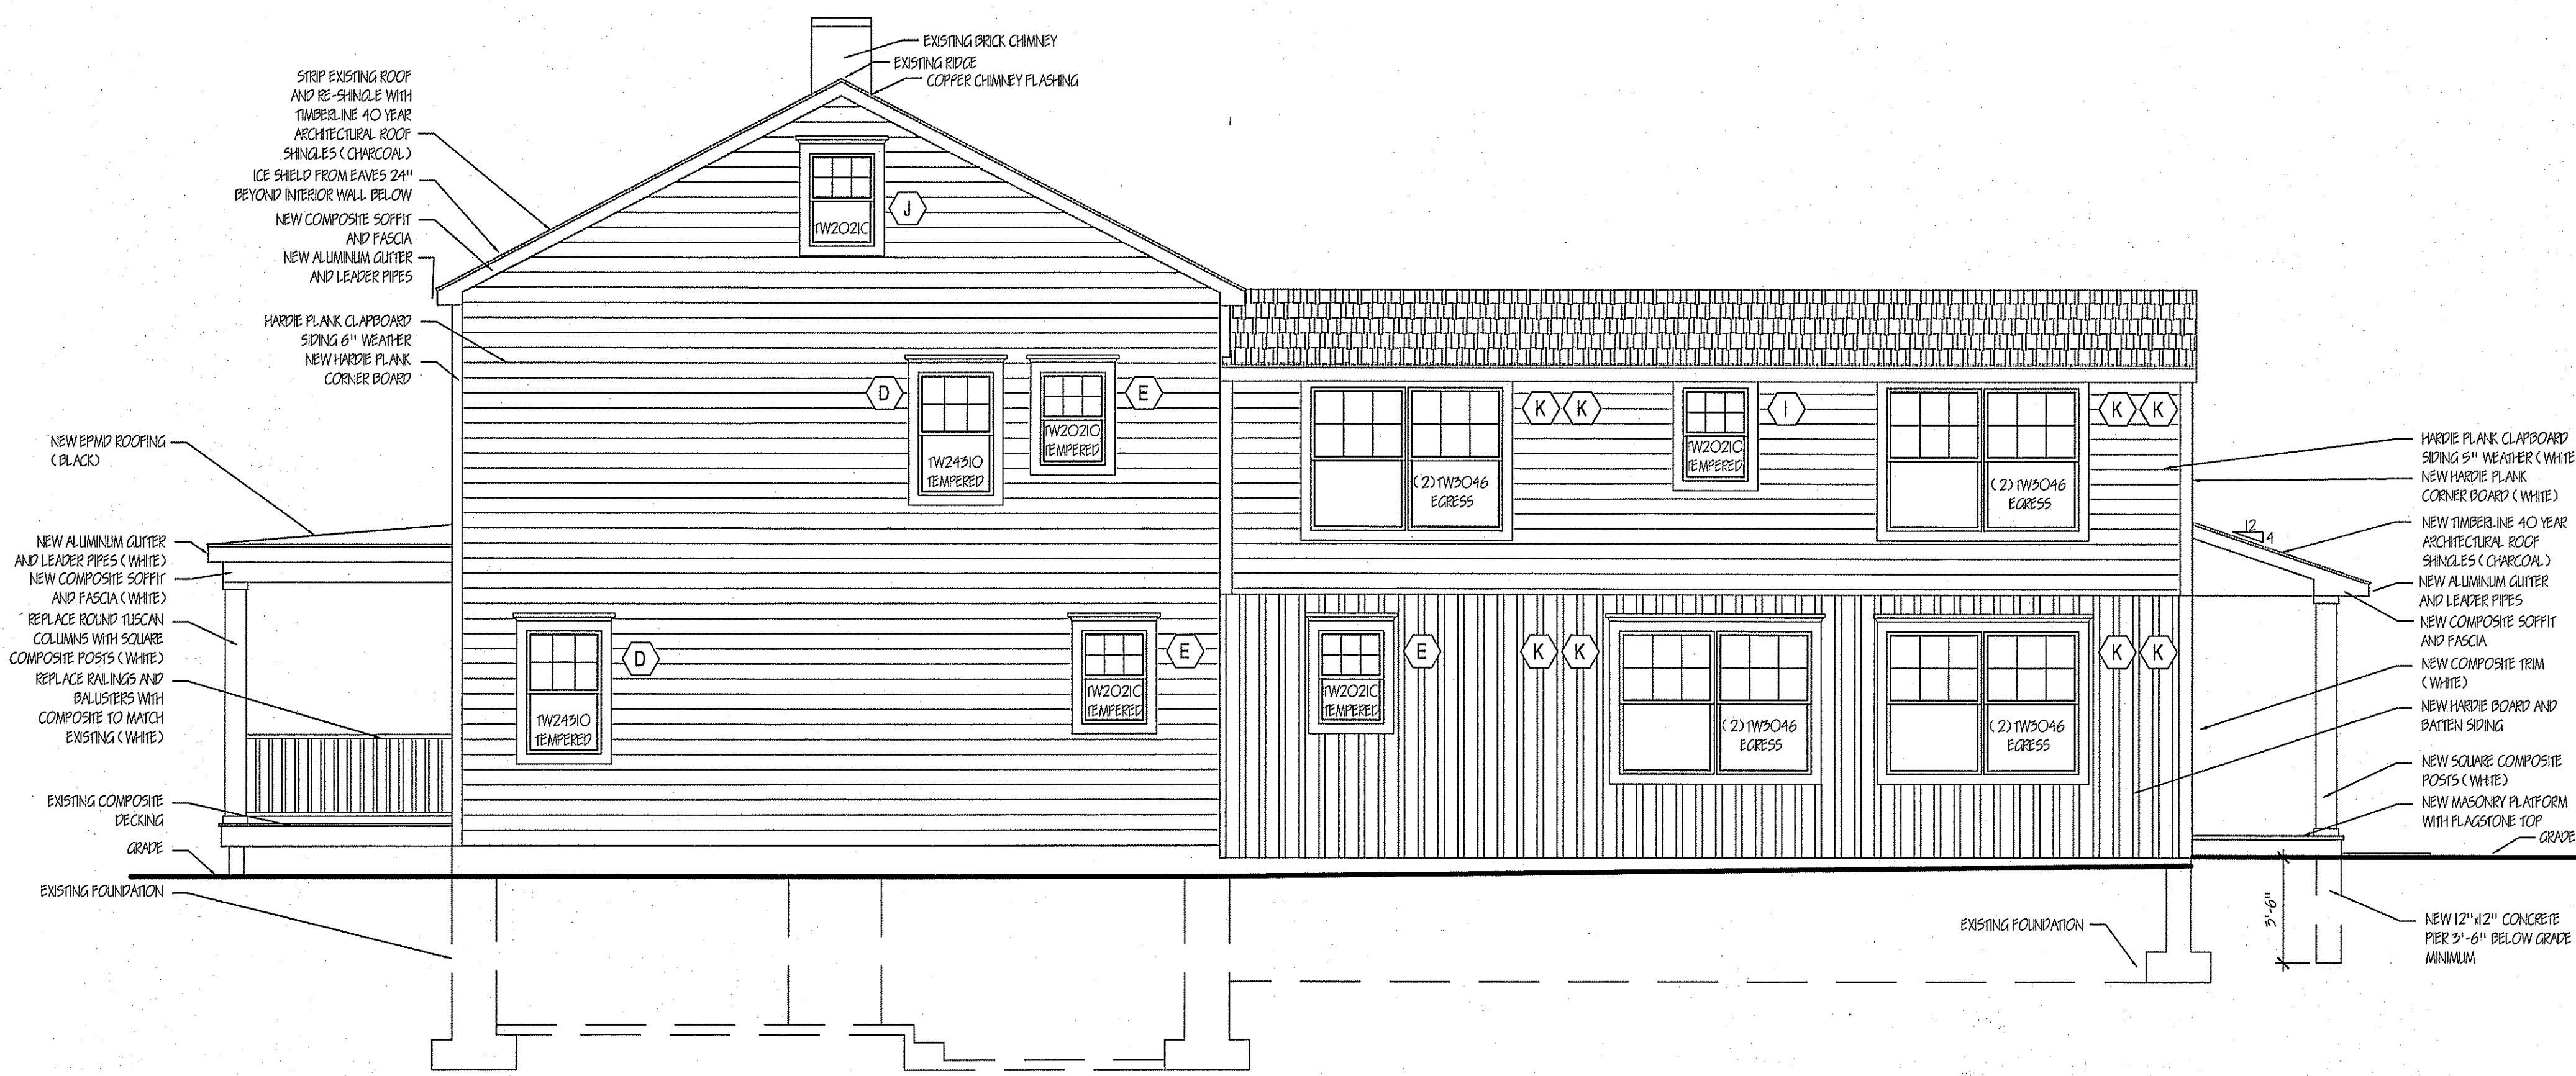 EXISTING BRICK CHIMNEY
EXISTING RIDGE
COPPER CHIMNEY FLASHING
STRIP EXISTING ROOF
AND RE-SHINGLE WITH
TIMBERLINE 40 YEAR
ARCHITECTURAL ROOF
SHINGLES (CHARCOAL)
ICE SHIELD FROM EAVES 24"
BEYOND INTERIOR WALL BELOW
NEW COMPOSITE SOFFIT
AND FASCIA
NEW ALUMINUM GUTTER
AND LEADER PIPES
HARDIE PLANK CLAPBOARD
SIDING 6" WEATHER
NEW HARDIE PLANK
CORNER BOARD
NEW EPMD ROOFING
(BLACK)
NEW ALUMINUM GUTTER
AND LEADER PIPES (WHITE)
NEW COMPOSITE SOFFIT
AND FASCIA (WHITE)
REPLACE ROUND TUSCAN
COLUMNS WITH SQUARE
COMPOSITE POSTS (WHITE)
REPLACE RAILINGS AND
BALUSTERS WITH
COMPOSITE TO MATCH
EXISTING (WHITE)
EXISTING COMPOSITE
DECKING
GRADE
EXISTING FOUNDATION
TW2021C
J
D
TW24310
TEMPERED
TW20210
TEMPERED
E
(2)TW3046
EGRESS
K K
TW20210
TEMPERED
I
(2)TW3046
EGRESS
K K
TW24310
TEMPERED
D
TW2021C
TEMPERED
E
TW2021C
TEMPERED
E
K K
(2)TW3046
EGRESS
(2)TW3046
EGRESS
K K
12
4
HARDIE PLANK CLAPBOARD
SIDING 5" WEATHER (WHITE
NEW HARDIE PLANK
CORNER BOARD (WHITE)
NEW TIMBERLINE 40 YEAR
ARCHITECTURAL ROOF
SHINGLES (CHARCOAL)
NEW ALUMINUM GUTTER
AND LEADER PIPES
NEW COMPOSITE SOFFIT
AND FASCIA
NEW COMPOSITE TRIM
(WHITE)
NEW HARDIE BOARD AND
BATTEN SIDING
NEW SQUARE COMPOSITE
POSTS (WHITE)
NEW MASONRY PLATFORM
WITH FLAGSTONE TOP
GRADE
3'-6"
EXISTING FOUNDATION
NEW 12"x12" CONCRETE
PIER 3'-6" BELOW GRADE
MINIMUM